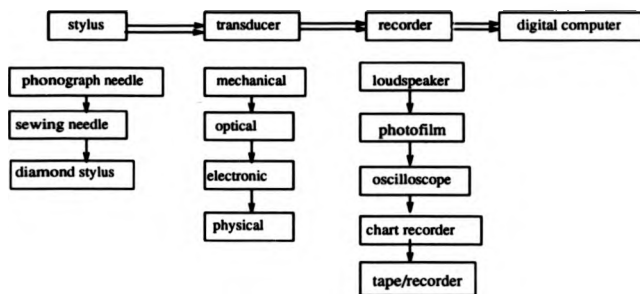 stylus transducer recorder digital computer
phonograph needle mechanical loudspeaker
sewing needle optical photofilm
diamond stylus electronic oscilloscope
physical chart recorder
tape/recorder